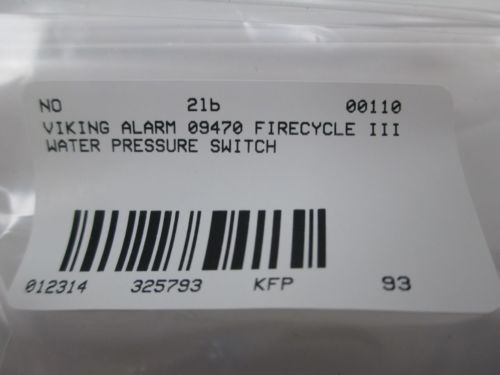 NO 21b 00110
VIKING ALARM 09470 FIRECYCLE III
WATER PRESSURE SWITCH
012314 325793 KFP 93